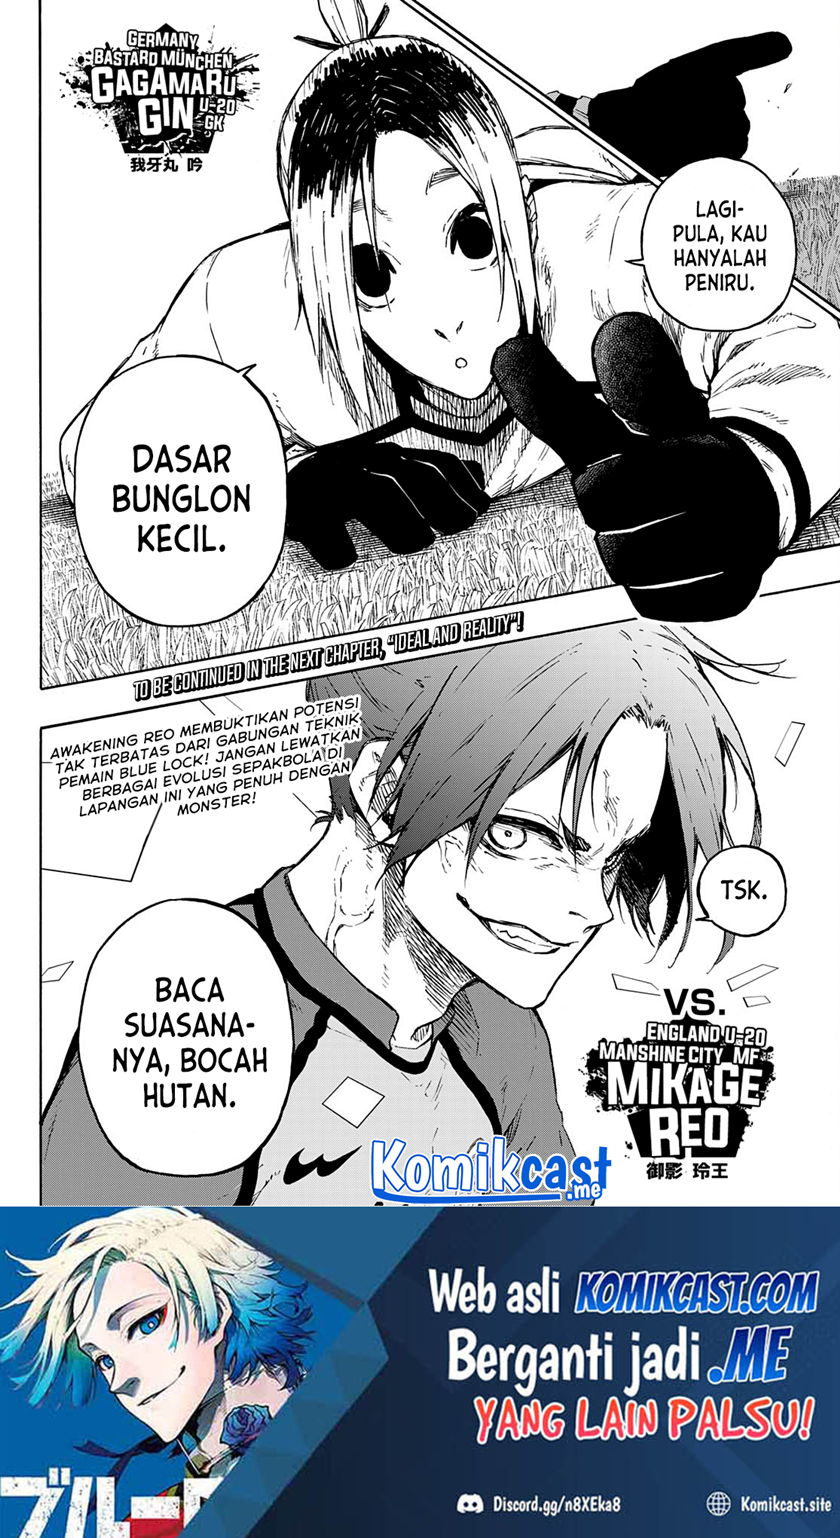 GERMANY
BASTARD MÜNCHEN
GAGAMARU
GIN
U-20
GK
我牙丸 吟
LAGI-
PULA, KAU
HANYALAH
PENIRU.
DASAR
BUNGLON
KECIL.
TO BE CONTINUED IN THE NEXT CHAPTER, "IDEAL AND REALITY"!
AWAKENING REO MEMBUKTIKAN POTENSI
TAK TERBATAS DARI GABUNGAN TEKNIK
PEMAIN BLUE LOCK! JANGAN LEWATKAN
BERBAGAI EVOLUSI SEPAKBOLA DI
LAPANGAN INI YANG PENUH DENGAN
MONSTER!
TSK.
BACA
SUASANA-
NYA, BOCAH
HUTAN.
VS.
ENGLAND U-20
MANSHINE CITY MF
MIKAGE
REO
御影 玲王
Komikcast
.me
Web asli KOMIKCAST.COM
Berganti jadi .ME
YANG LAIN PALSU!
ブルー
Discord.gg/n8XEka8
Komikcast.site